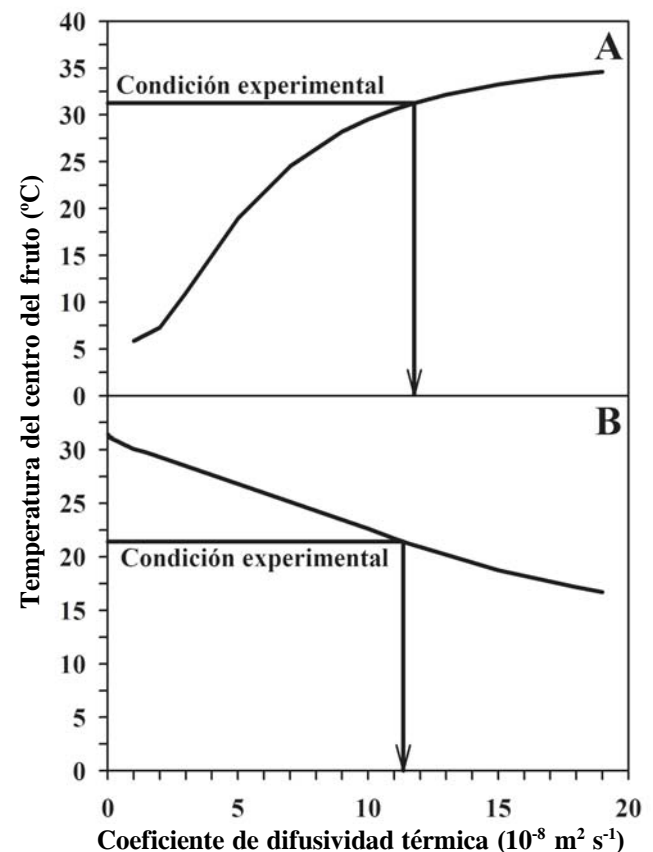 Temperatura del centro del fruto (ºC)
40
A
35
Condición experimental
30
25
20
15
10
5
0
B
30
25
20
Condición experimental
15
10
5
0
0 5 10 15 20
Coeficiente de difusividad térmica (10⁻⁸ m² s⁻¹)